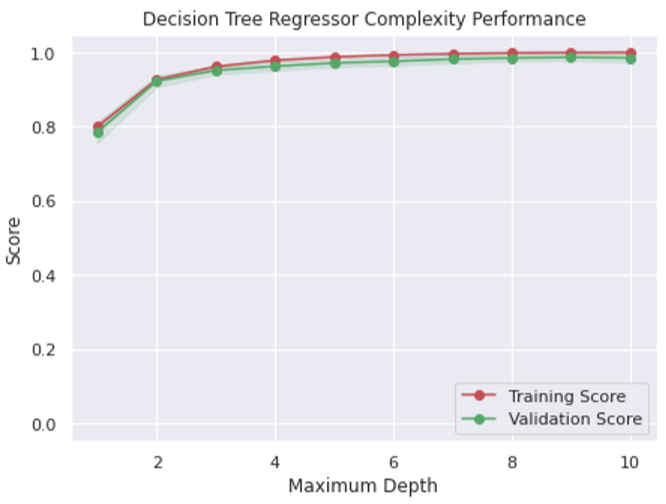 Decision Tree Regressor Complexity Performance
1.0
0.8
0.6
0.4
0.2
0.0
Score
Training Score
Validation Score
2 4 6 8 10
Maximum Depth